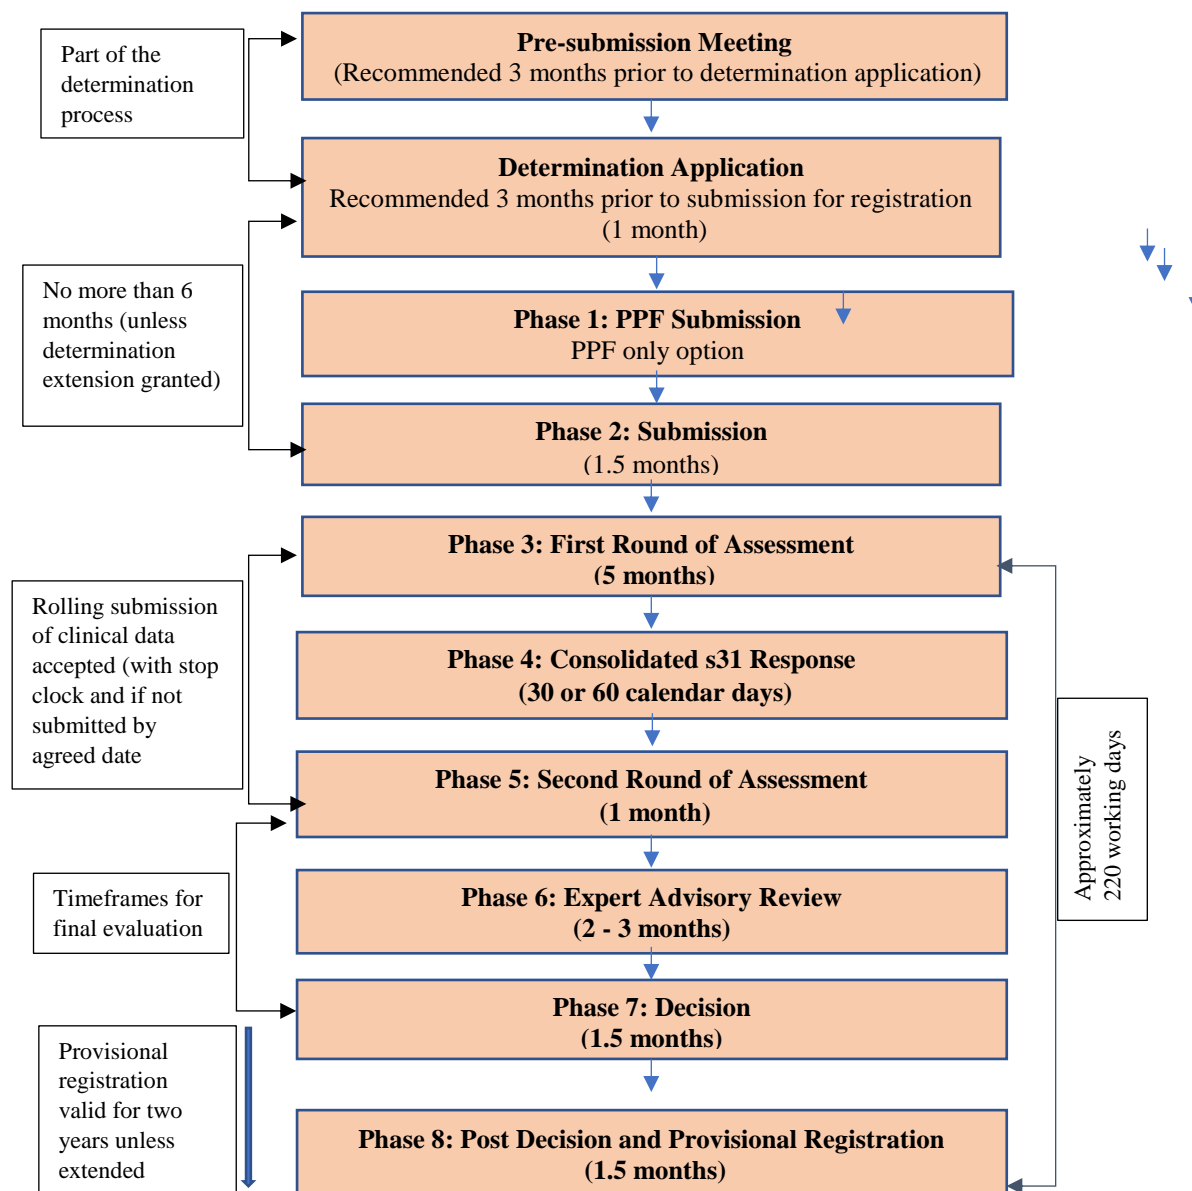 Pre-submission Meeting
(Recommended 3 months prior to determination application)
Part of the
determination
process
Determination Application
Recommended 3 months prior to submission for registration
(1 month)
No more than 6
months (unless
determination
extension granted)
Phase 1: PPF Submission
PPF only option
Phase 2: Submission
(1.5 months)
Phase 3: First Round of Assessment
(5 months)
Rolling submission
of clinical data
accepted (with stop
clock and if not
submitted by
agreed date
Phase 4: Consolidated s31 Response
(30 or 60 calendar days)
Phase 5: Second Round of Assessment
(1 month)
Approximately
220 working days
Timeframes for
final evaluation
Phase 6: Expert Advisory Review
(2 - 3 months)
Phase 7: Decision
(1.5 months)
Provisional
registration
valid for two
years unless
extended
Phase 8: Post Decision and Provisional Registration
(1.5 months)